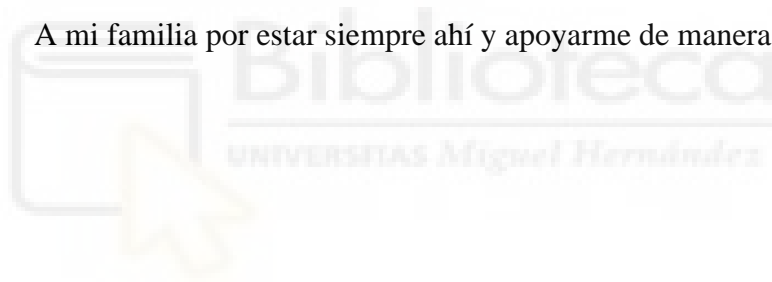 A mi familia por estar siempre ahí y apoyarme de manera
Biblioteca
UNIVERSITAS Miguel Hernández